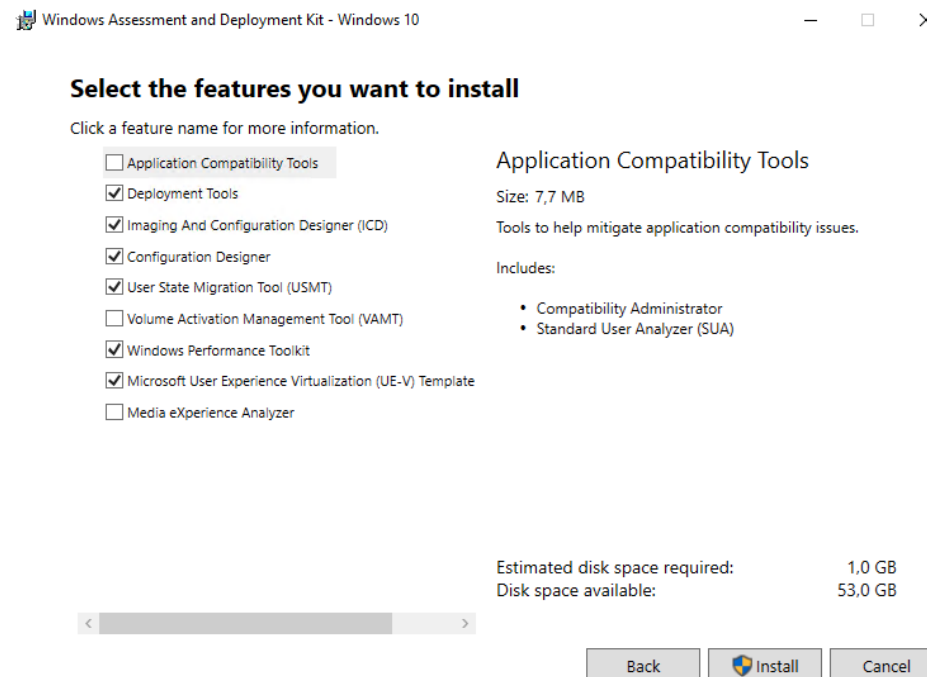 Windows Assessment and Deployment Kit - Windows 10
Select the features you want to install
Click a feature name for more information.
Application Compatibility Tools
Deployment Tools
Imaging And Configuration Designer (ICD)
Configuration Designer
User State Migration Tool (USMT)
Volume Activation Management Tool (VAMT)
Windows Performance Toolkit
Microsoft User Experience Virtualization (UE-V) Template
Media eXperience Analyzer
Application Compatibility Tools
Size: 7,7 MB
Tools to help mitigate application compatibility issues.
Includes:
• Compatibility Administrator
• Standard User Analyzer (SUA)
Estimated disk space required: 1,0 GB
Disk space available: 53,0 GB
Back
Install
Cancel